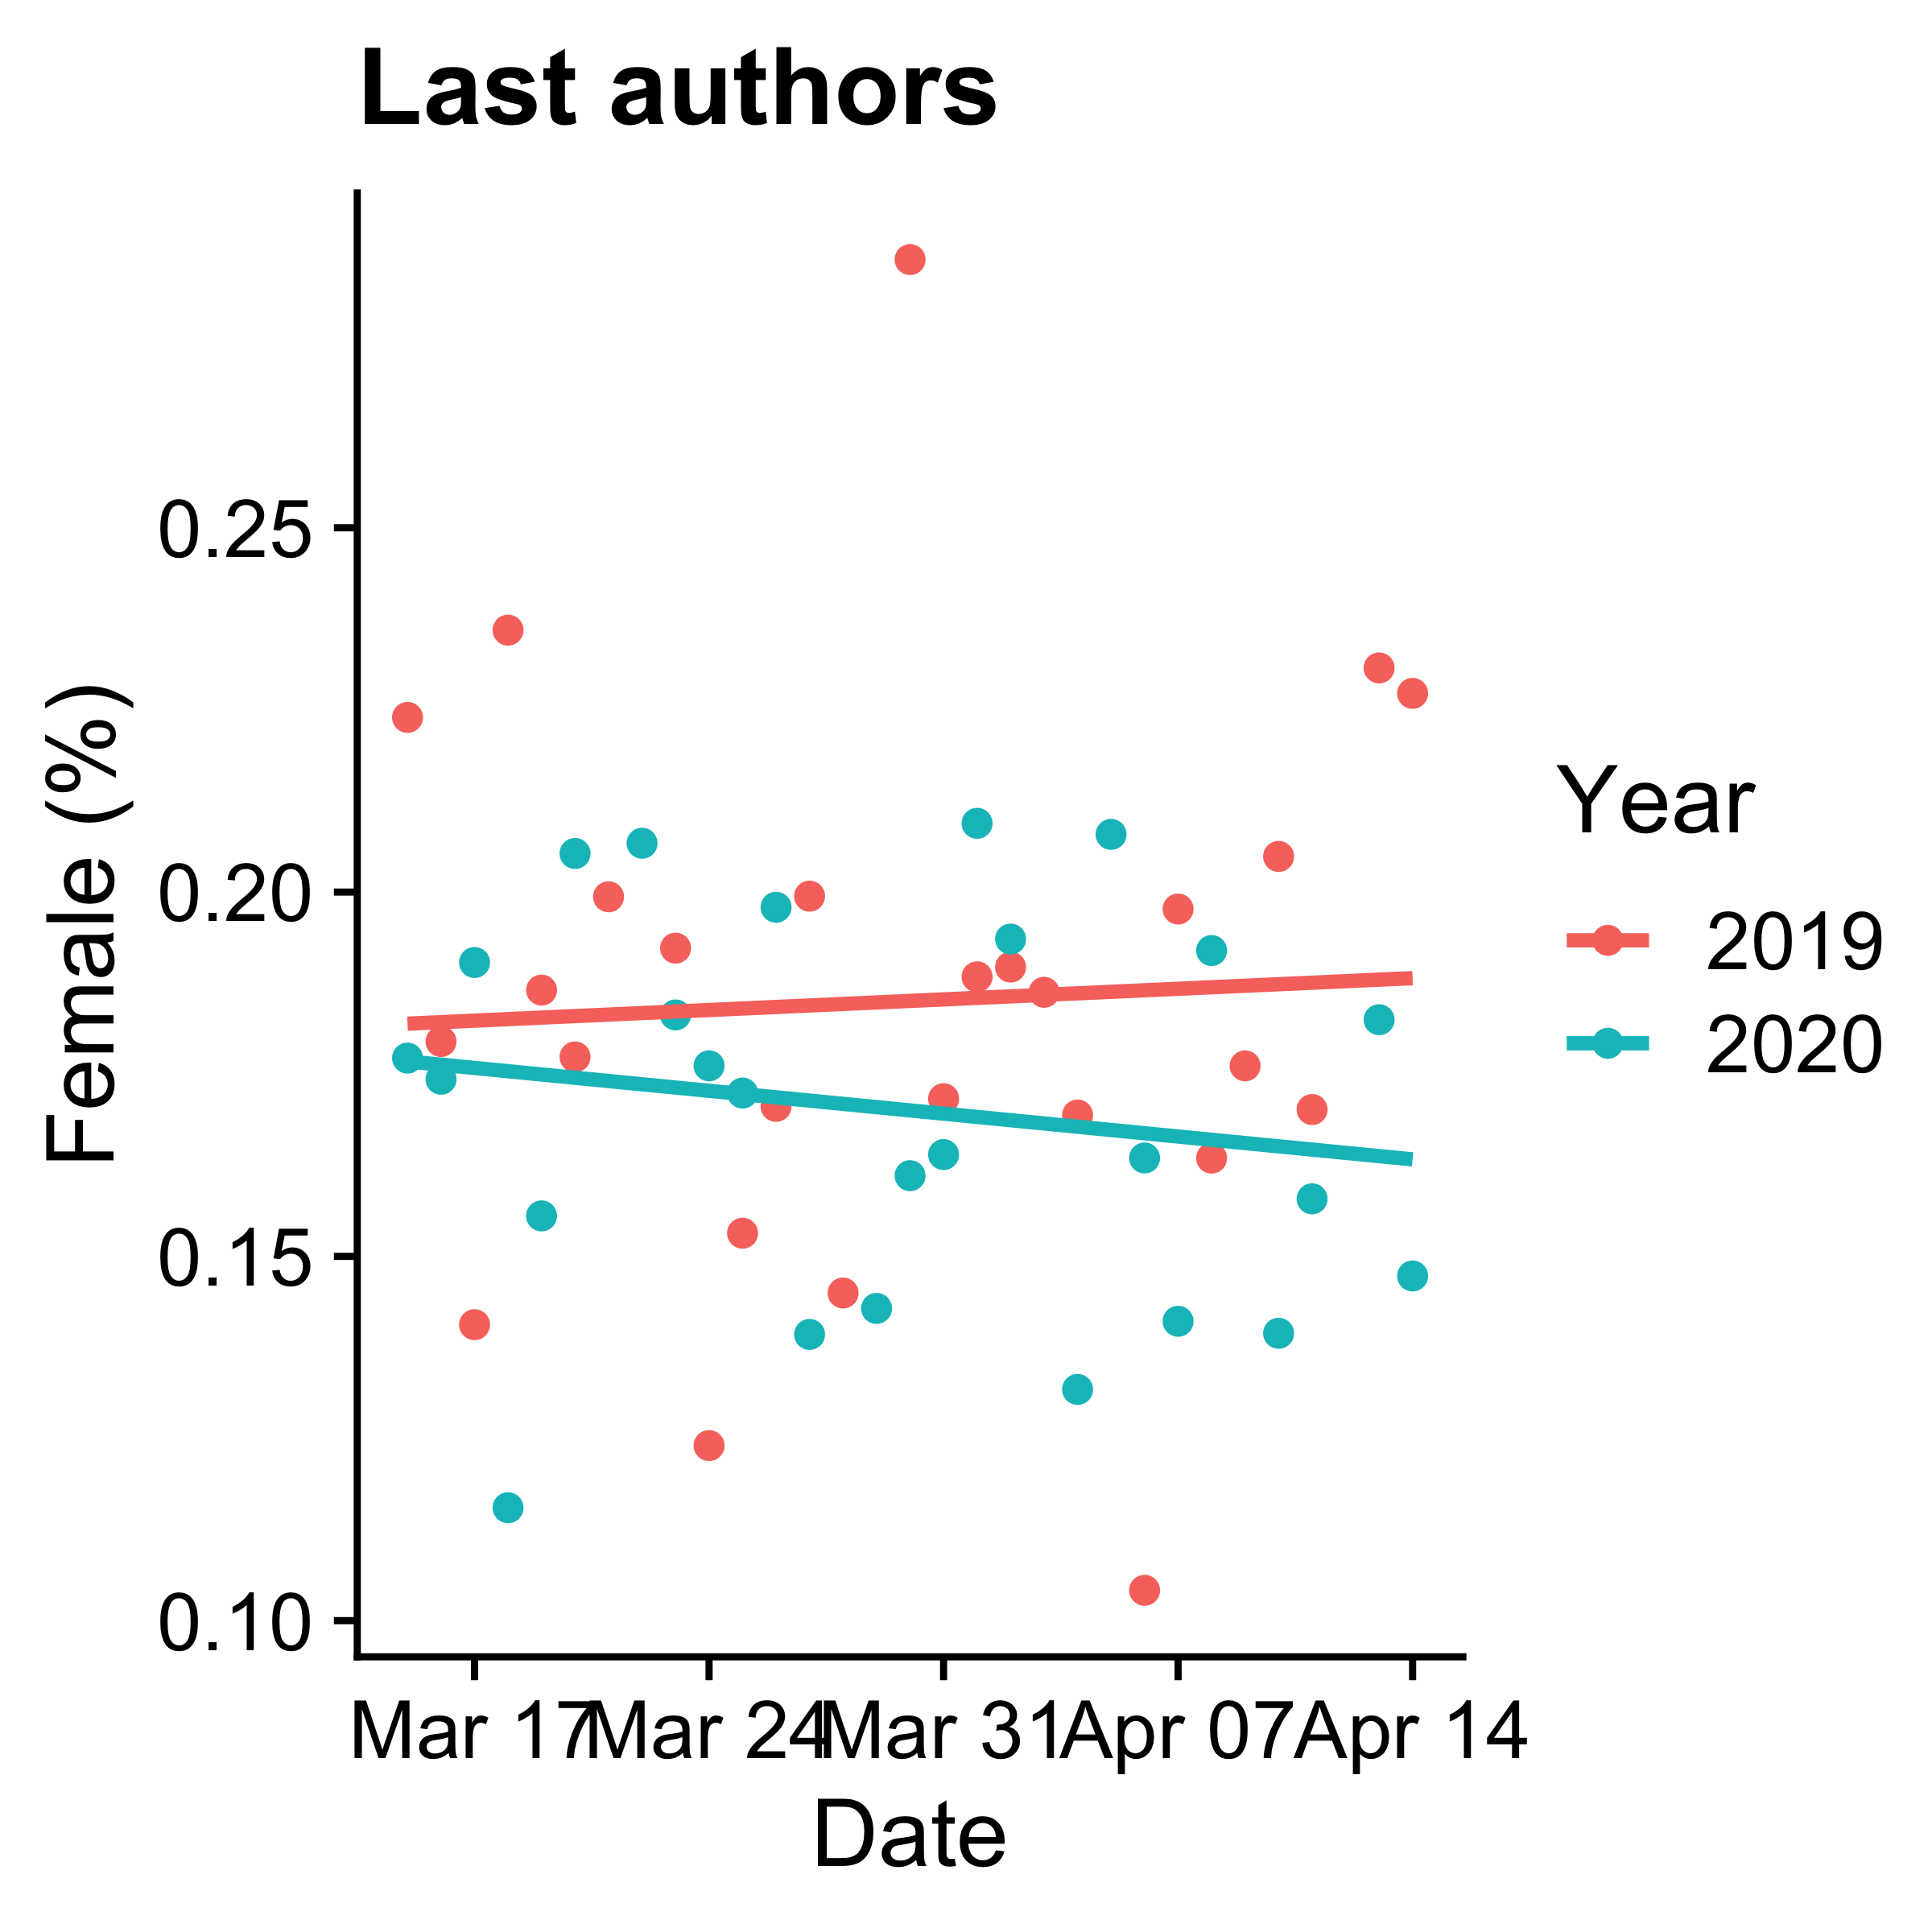 Last authors
Female (%)
0.25
0.20
0.15
0.10
Mar 17
Mar 24
Mar 31
Apr 07
Apr 14
Date
Year
2019
2020